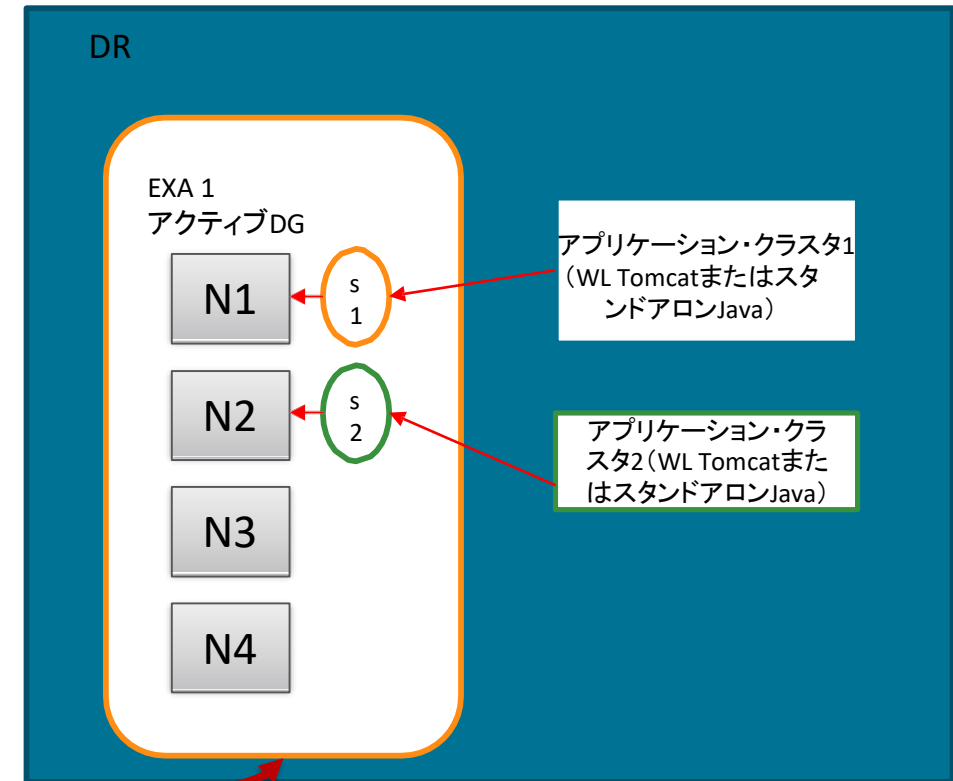 DR
EXA 1
アクティブDG
N1
s
1
アプリケーション・クラスタ1
（WL Tomcatまたはスタ
ンドアロンJava）
N2
s
2
アプリケーション・クラ
スタ2（WL Tomcatまた
はスタンドアロンJava）
N3
N4